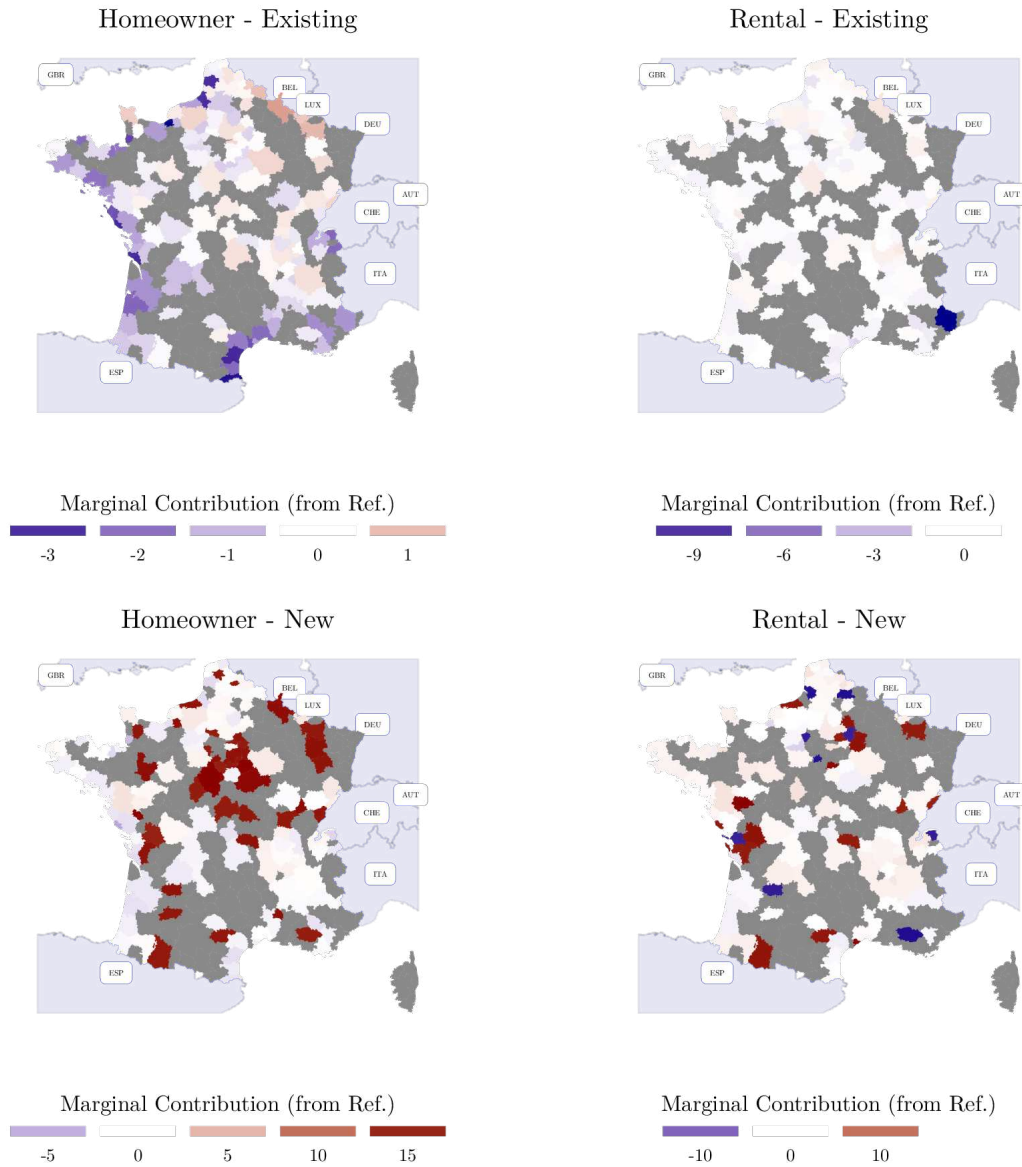 Homeowner - Existing
Rental - Existing
GBR
BEL
LUX
DEU
AUT
CHE
ITA
ESP
GBR
BEL
LUX
DEU
AUT
CHE
ITA
ESP
Marginal Contribution (from Ref.)
-3 -2 -1 0 1
Marginal Contribution (from Ref.)
-9 -6 -3 0
Homeowner - New
Rental - New
GBR
BEL
LUX
DEU
AUT
CHE
ITA
ESP
GBR
BEL
LUX
DEU
AUT
CHE
ITA
ESP
Marginal Contribution (from Ref.)
-5 0 5 10 15
Marginal Contribution (from Ref.)
-10 0 10